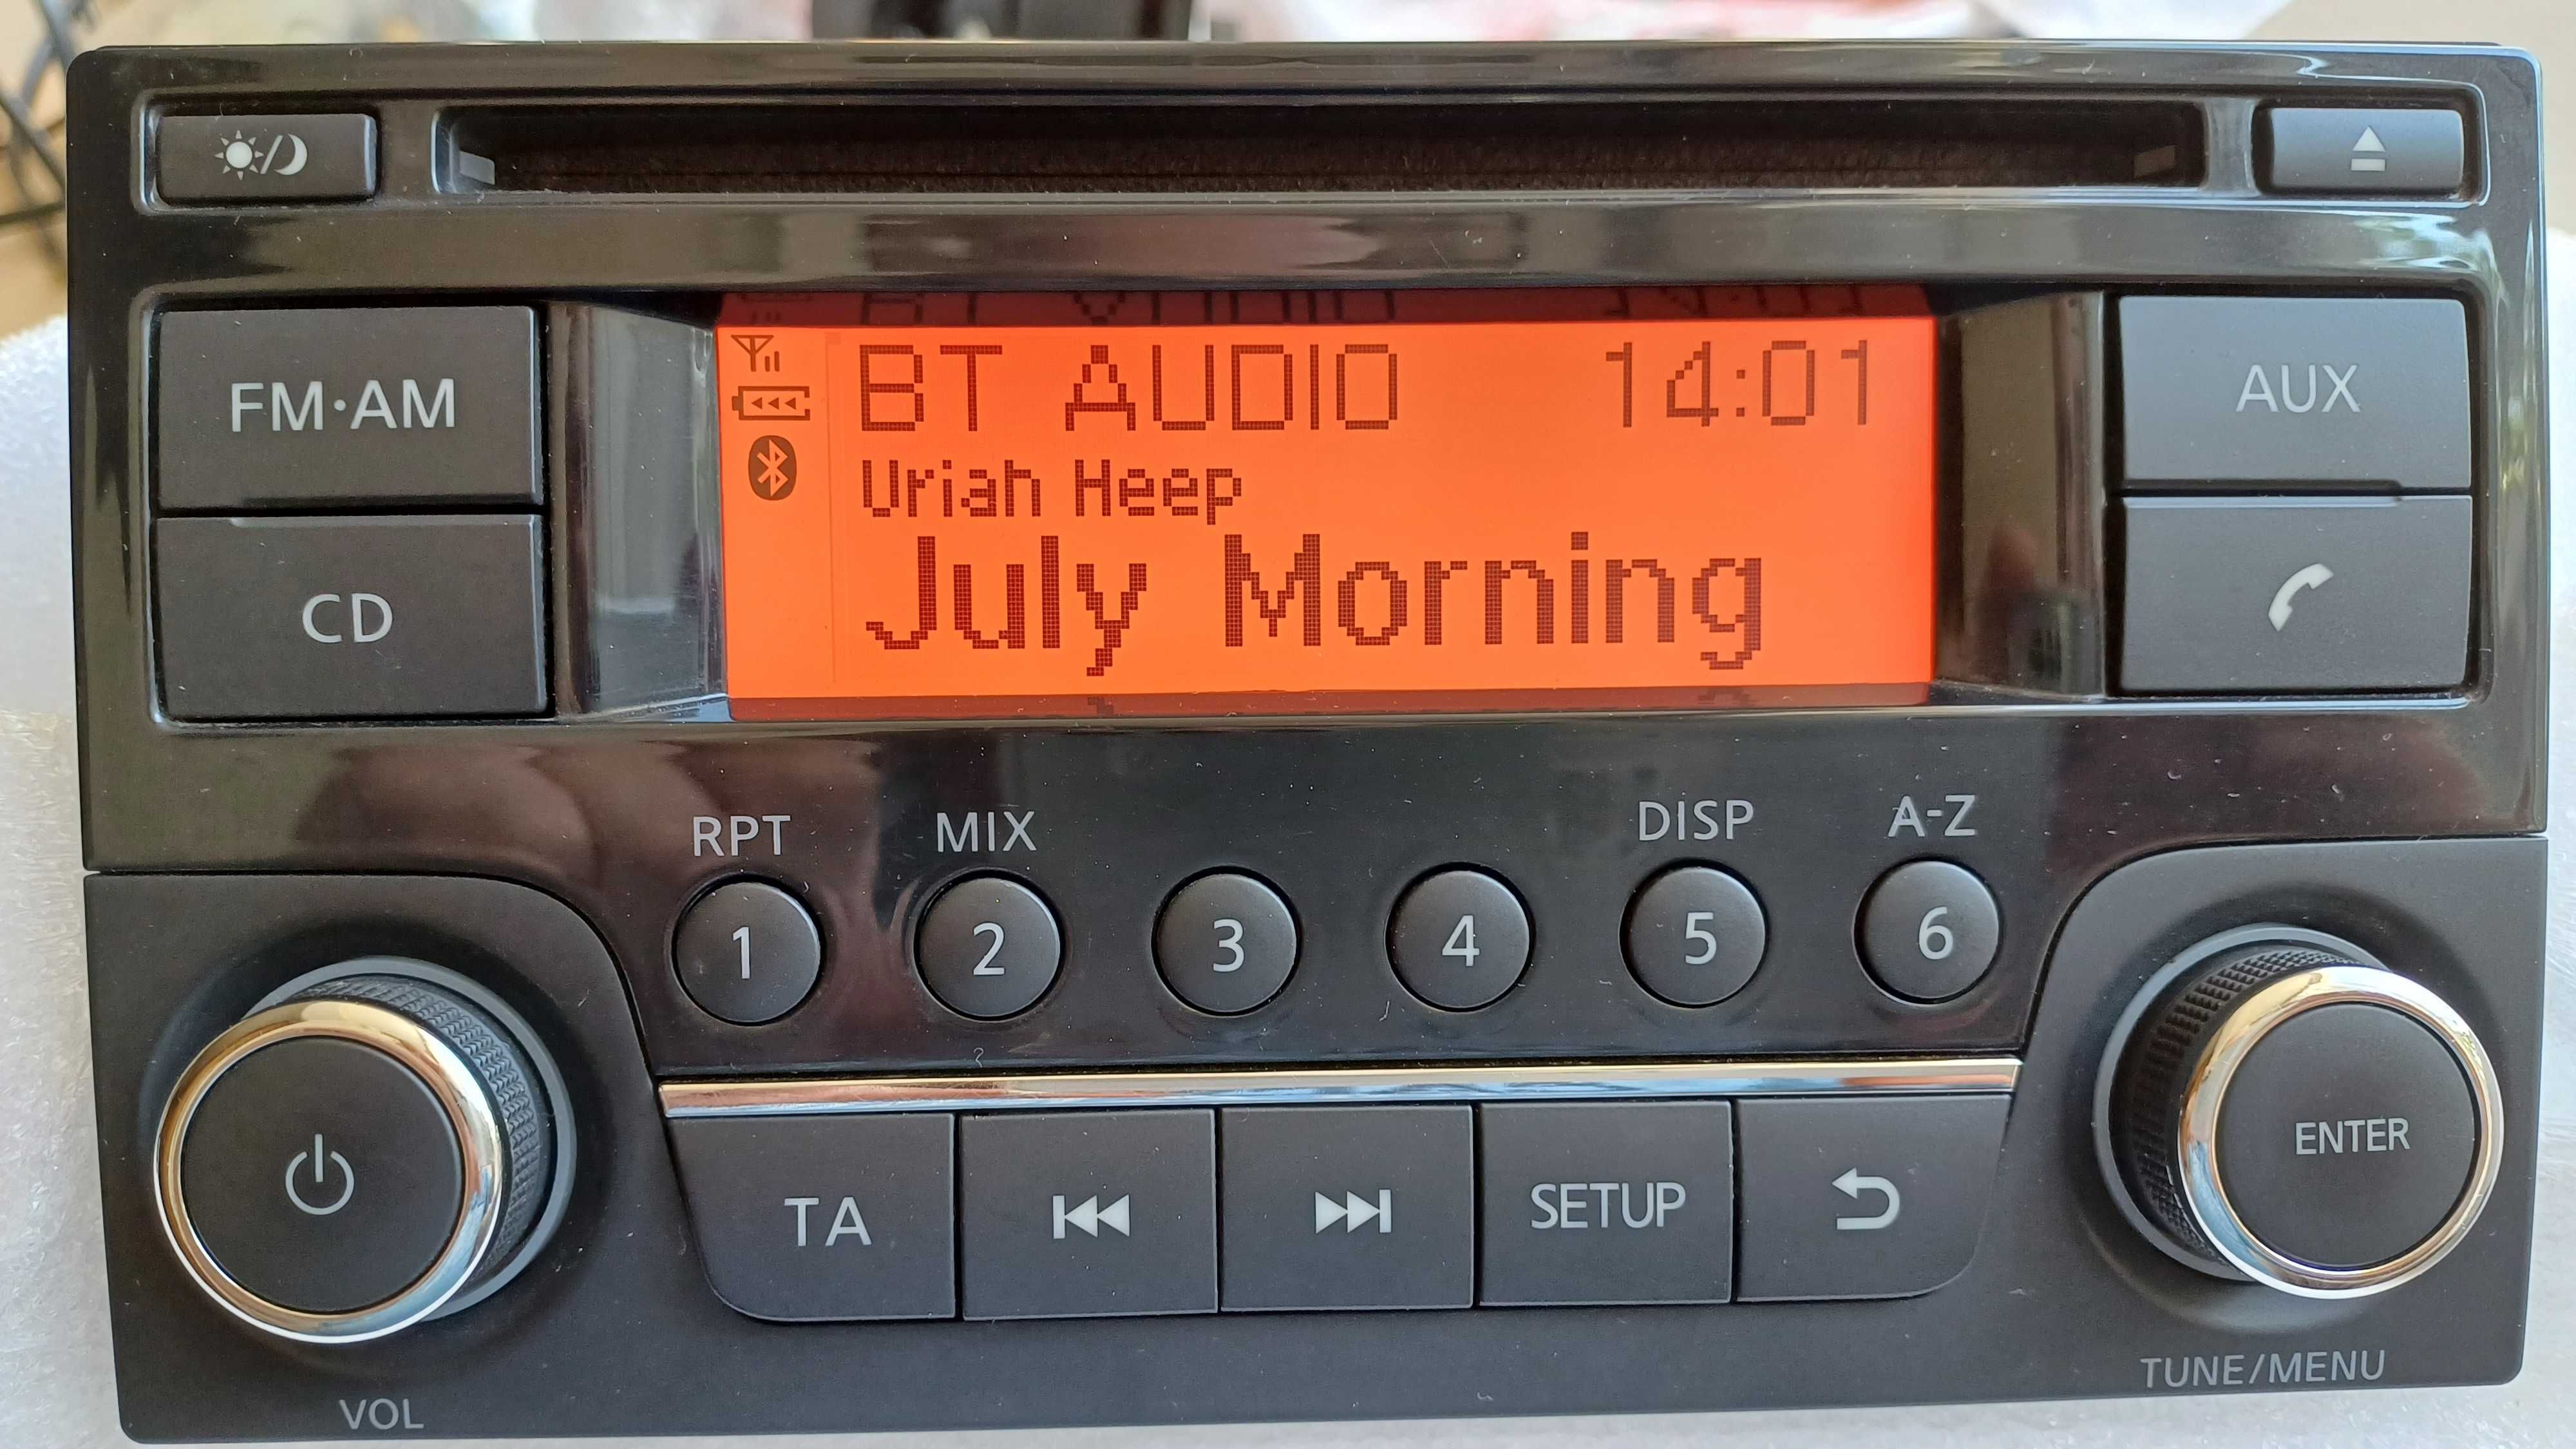 BT AUDIO 14:01
Uriah Heep
July Morning
FM·AM
CD
AUX
RPT MIX DISP A-Z
1 2 3 4 5 6
TA SETUP
ENTER
VOL
TUNE/MENU